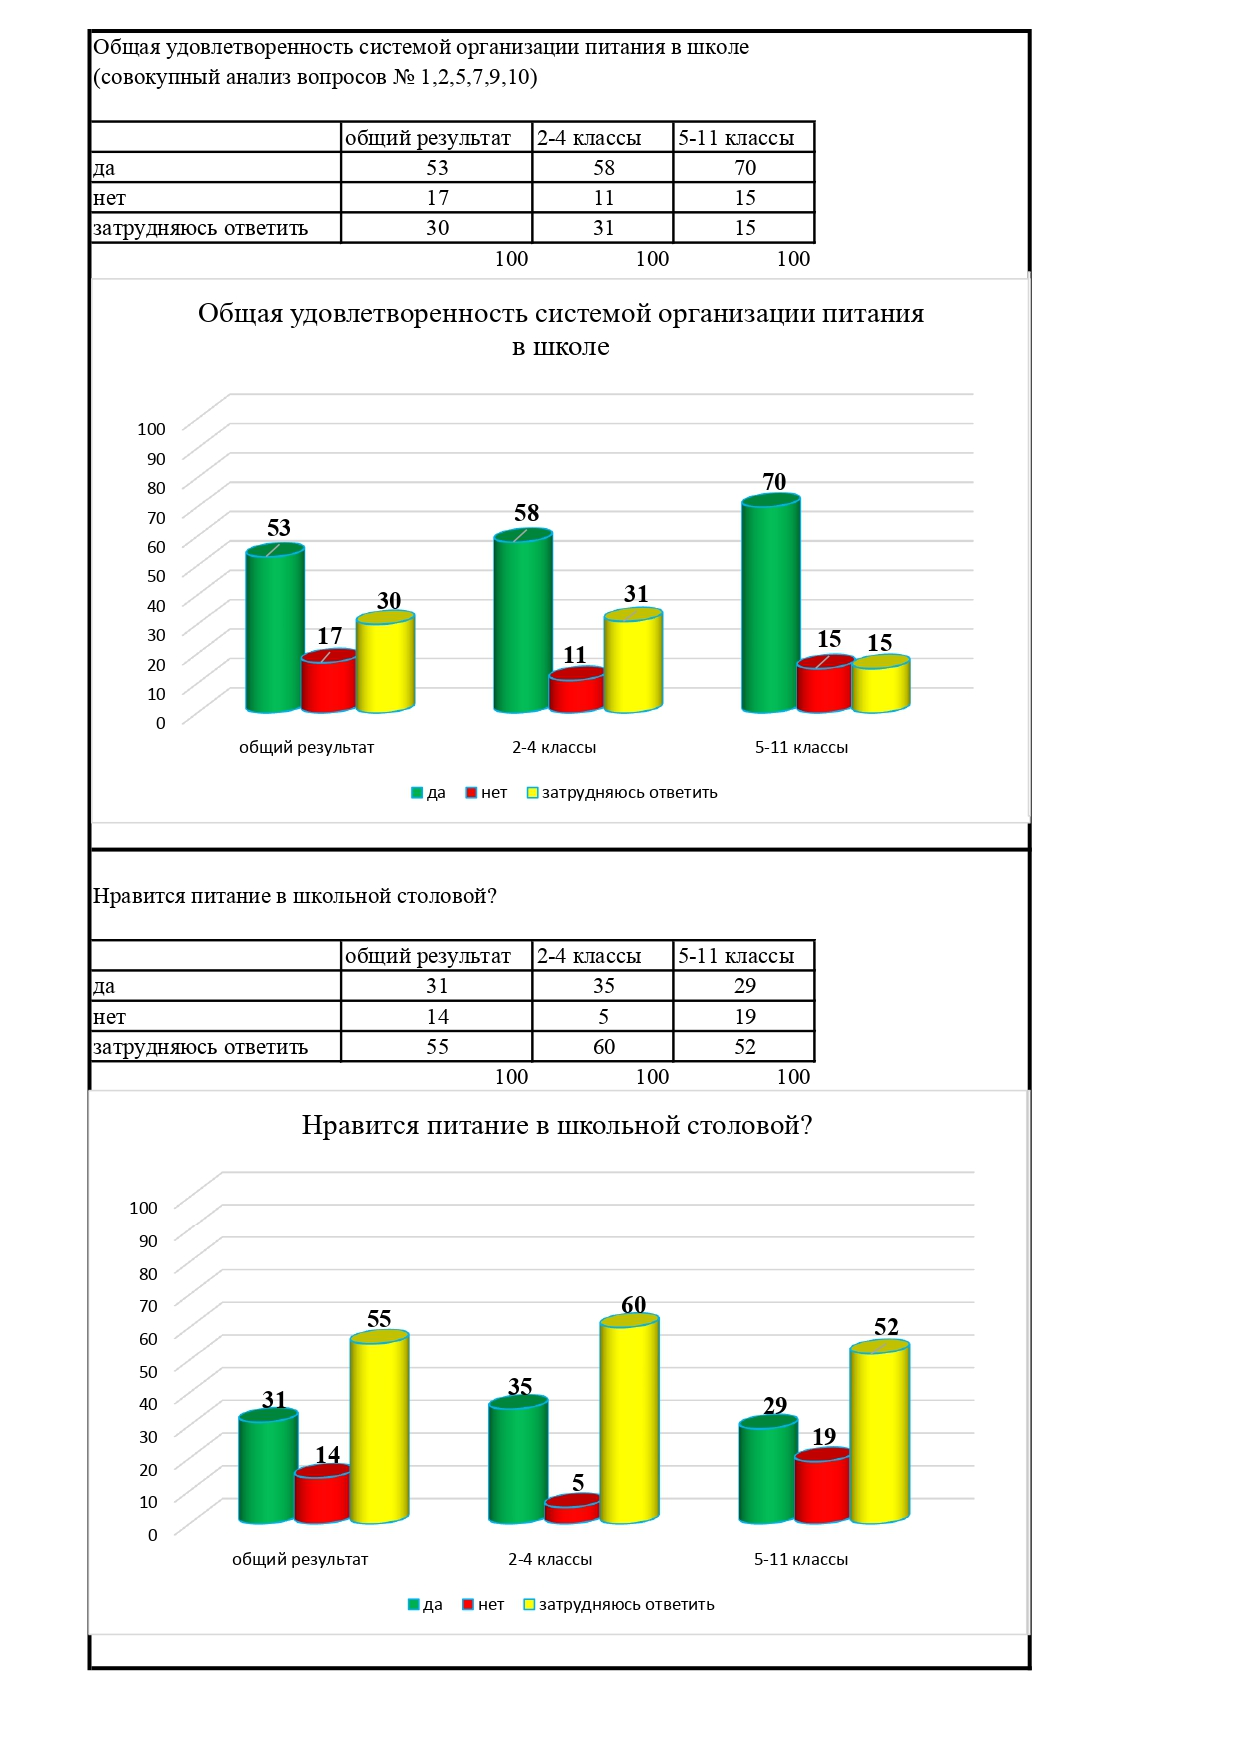 Общая удовлетворенность системой организации питания в школе
(совокупный анализ вопросов № 1,2,5,7,9,10)
общий результат 2-4 классы 5-11 классы
да 53 58 70
нет 17 11 15
затрудняюсь ответить 30 31 15
100 100 100
Общая удовлетворенность системой организации питания
в школе
100
90
80
70
60
50
40
30
20
10
0
53 17 30 58 11 31 70 15 15
общий результат 2-4 классы 5-11 классы
да нет затрудняюсь ответить
Нравится питание в школьной столовой?
общий результат 2-4 классы 5-11 классы
да 31 35 29
нет 14 5 19
затрудняюсь ответить 55 60 52
100 100 100
Нравится питание в школьной столовой?
100
90
80
70
60
50
40
30
20
10
0
31 14 55 35 5 60 29 19 52
общий результат 2-4 классы 5-11 классы
да нет затрудняюсь ответить